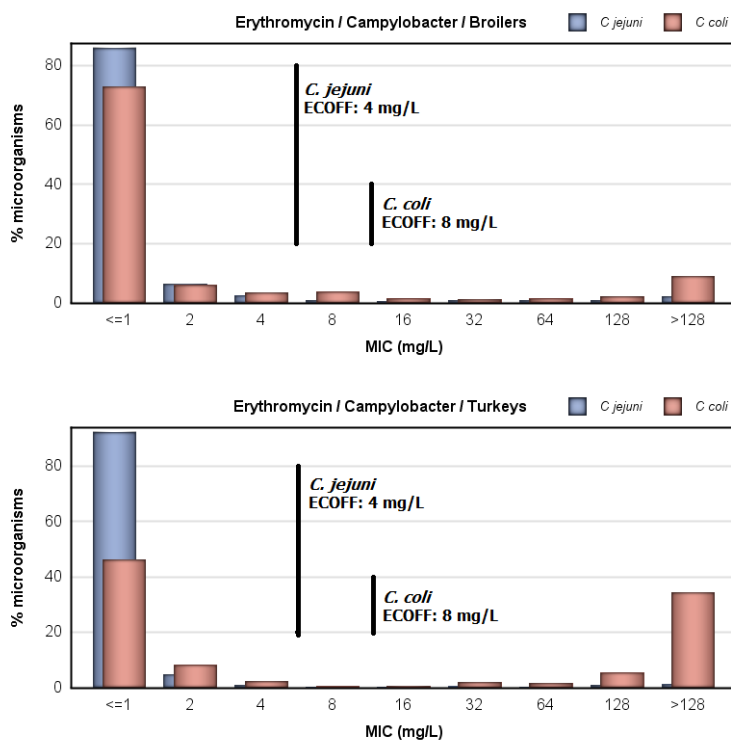 Erythromycin / Campylobacter / Broilers
C jejuni
C coli
% microorganisms
80
60
40
20
0
C. jejuni
ECOFF: 4 mg/L
C. coli
ECOFF: 8 mg/L
<=1 2 4 8 16 32 64 128 >128
MIC (mg/L)
Erythromycin / Campylobacter / Turkeys
C jejuni
C coli
% microorganisms
80
60
40
20
0
C. jejuni
ECOFF: 4 mg/L
C. coli
ECOFF: 8 mg/L
<=1 2 4 8 16 32 64 128 >128
MIC (mg/L)